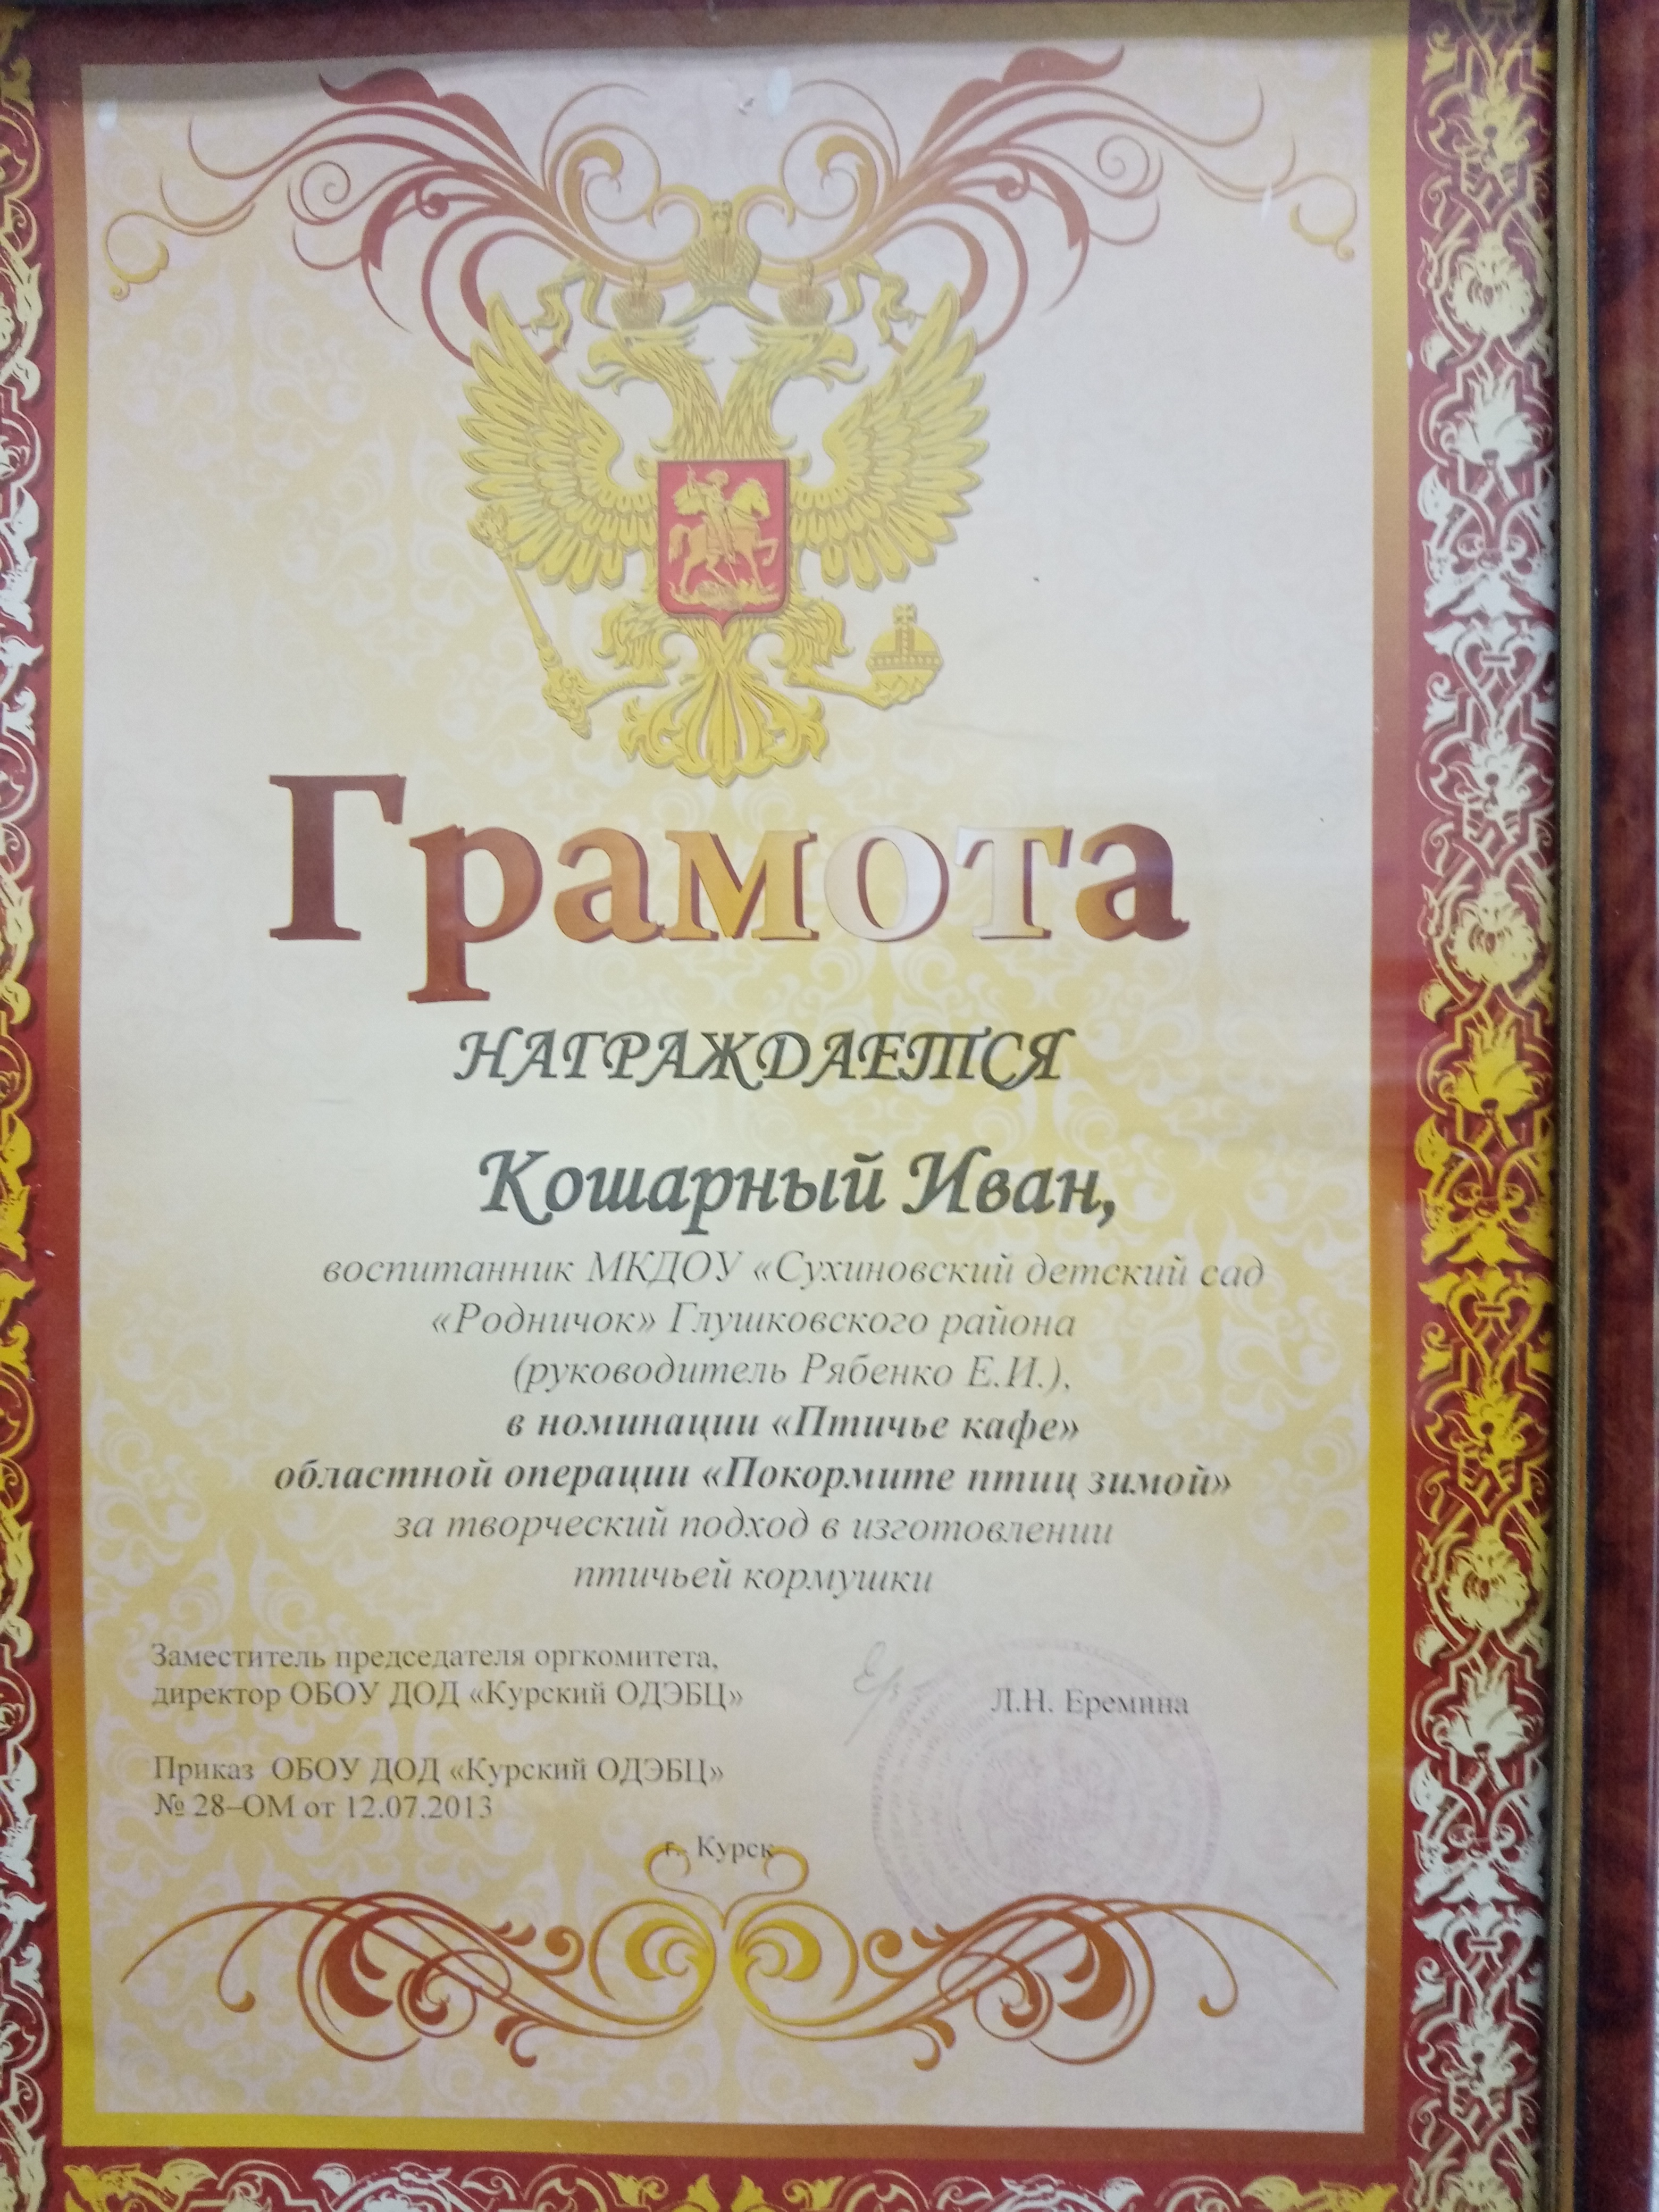 Грамота
НАГРАЖДАЕТСЯ
Кошарный Иван,
воспитанник МКДОУ «Сухиновский детский сад
«Родничок» Глушковского района
(руководитель Рябенко Е.И.),
в номинации «Птичье кафе»
областной операции «Покормите птиц зимой»
за творческий подход в изготовлении
птичьей кормушки
Заместитель председателя оргкомитета,
директор ОБОУ ДОД «Курский ОДЭБЦ»
Л.Н. Еремина
Приказ ОБОУ ДОД «Курский ОДЭБЦ»
№ 28–ОМ от 12.07.2013
г. Курск